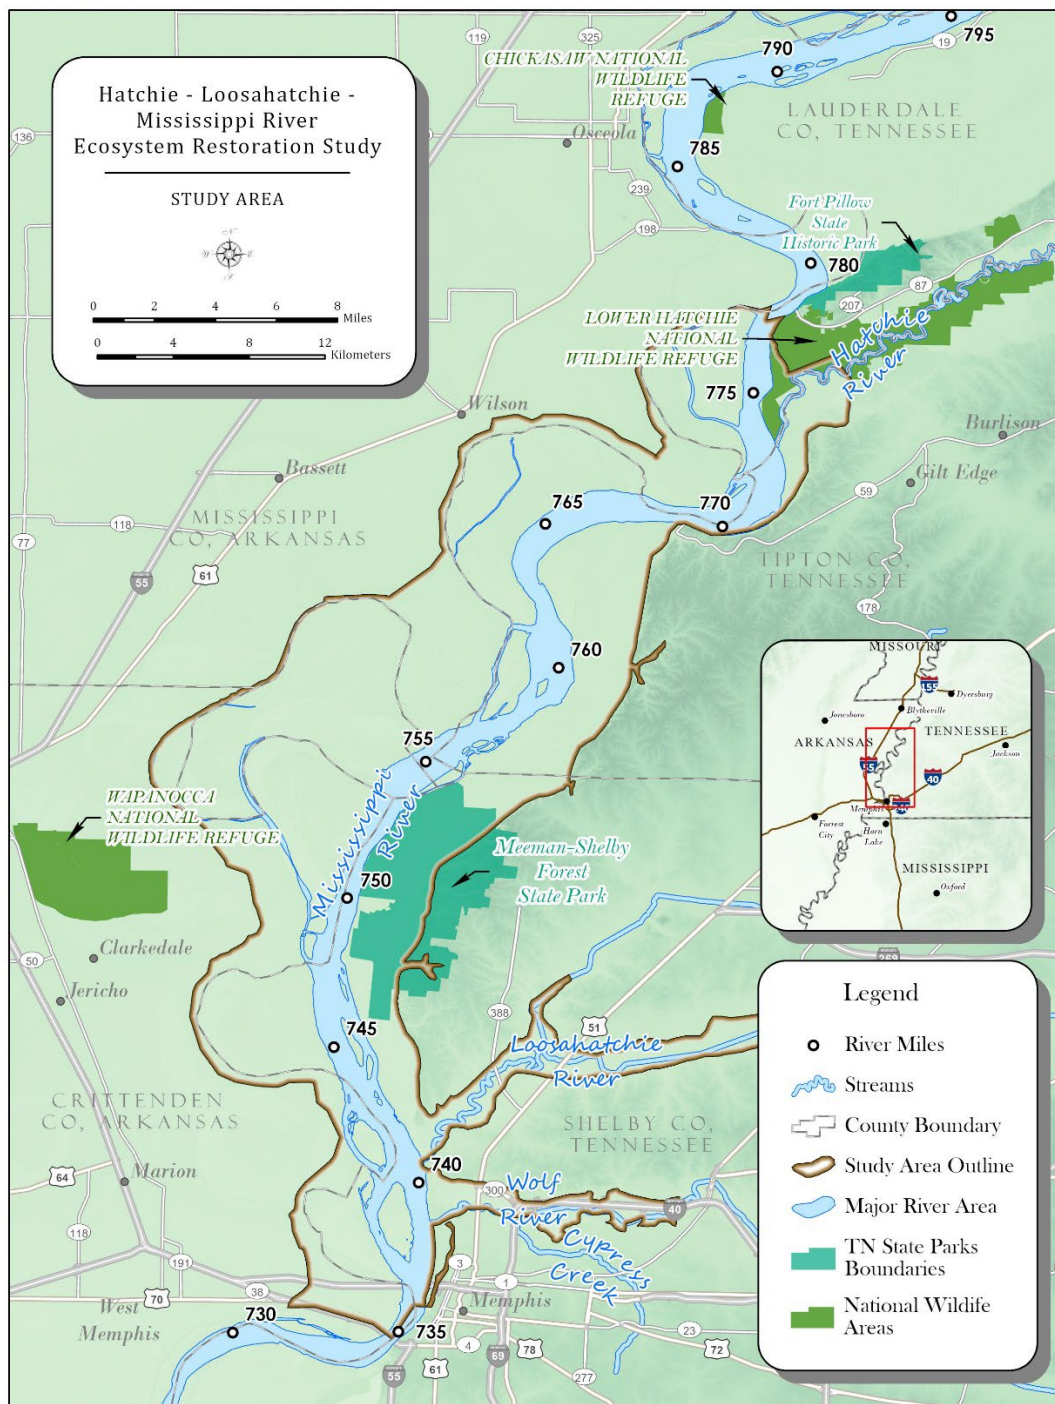 Hatchie - Loosahatchie -
Mississippi River
Ecosystem Restoration Study
STUDY AREA
N
W
E
S
0
2
4
6
8
Miles
0
4
8
12
Kilometers
119
325
19
790
795
CHICKASAW NATIONAL
WILDLIFE
REFUGE
LAUDERDALE
CO, TENNESSEE
136
Osceola
785
239
198
Fort Pillow
State
Historic Park
780
87
207
LOWER HATCHIE
NATIONAL
WILDLIFE REFUGE
Hatchie
River
775
Wilson
Burlison
Bassett
Gilt Edge
59
765
770
118
77
MISSISSIPPI
CO, ARKANSAS
55
61
TIPTON CO,
TENNESSEE
178
760
755
Mississippi
River
WAPANOCCA
NATIONAL
WILDLIFE REFUGE
Meeman-Shelby
Forest
State Park
750
Clarkedale
50
Jericho
388
51
745
Loosahatchie
River
269
CRITTENDEN
CO, ARKANSAS
SHELBY CO,
TENNESSEE
64
Marion
740
300
Wolf
River
40
Cypress
Creek
118
191
3
1
38
70
West
Memphis
Memphis
730
735
4
23
78
72
55
61
69
277
MISSOURI
155
Dyersburg
Blytheville
Jonesboro
ARKANSAS
TENNESSEE
Jackson
55
40
Memphis
Forrest
City
Horn
Lake
MISSISSIPPI
Oxford
Legend
River Miles
Streams
County Boundary
Study Area Outline
Major River Area
TN State Parks
Boundaries
National Wildlife
Areas